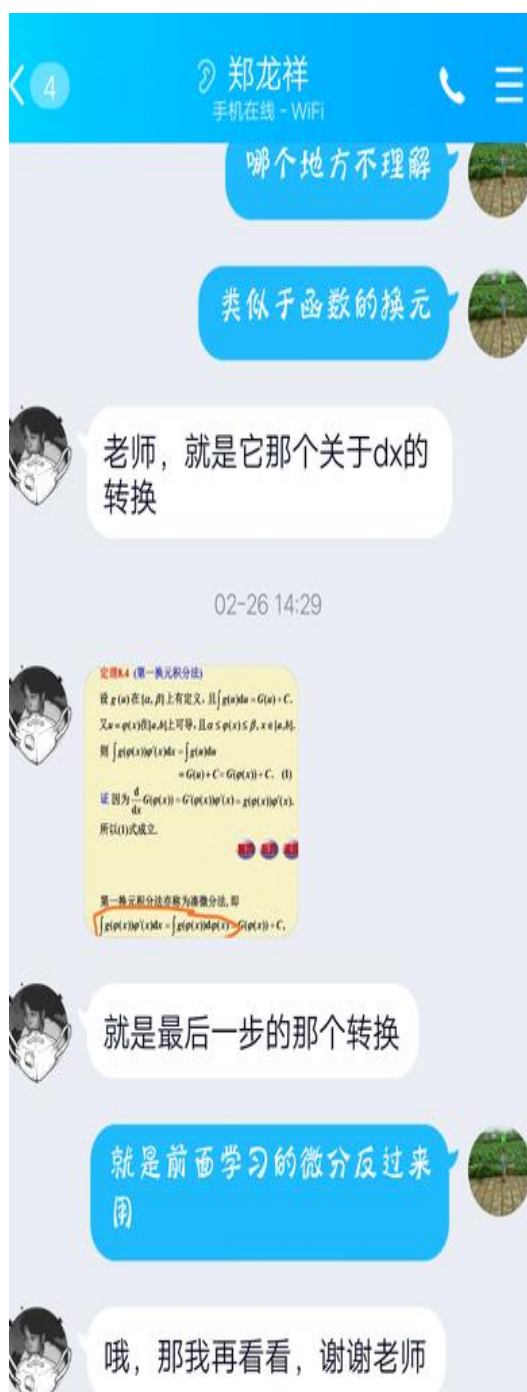 4
郑龙祥
手机在线 - WiFi
哪个地方不理解
类似于函数的换元
老师，就是它那个关于dx的
转换
02-26 14:29
定理8.4 (第一换元积分法)
设 g(u)在[α, β]上有定义, 且∫g(u)du = G(u) + C.
又u = φ(x)在[a,b]上可导, 且α ≤ φ(x) ≤ β, x ∈ [a,b],
则 ∫g(φ(x))φ'(x)dx = ∫g(u)du
= G(u) + C = G(φ(x)) + C. (1)
证 因为 d/dx G(φ(x)) = G'(φ(x))φ'(x) = g(φ(x))φ'(x).
所以(1)式成立.
第一换元积分法亦称为凑微分法, 即
∫g(φ(x))φ'(x)dx = ∫g(φ(x))dφ(x) = G(φ(x)) + C,
就是最后一步的那个转换
就是前面学习的微分反过来
用
哦，那我再看看，谢谢老师